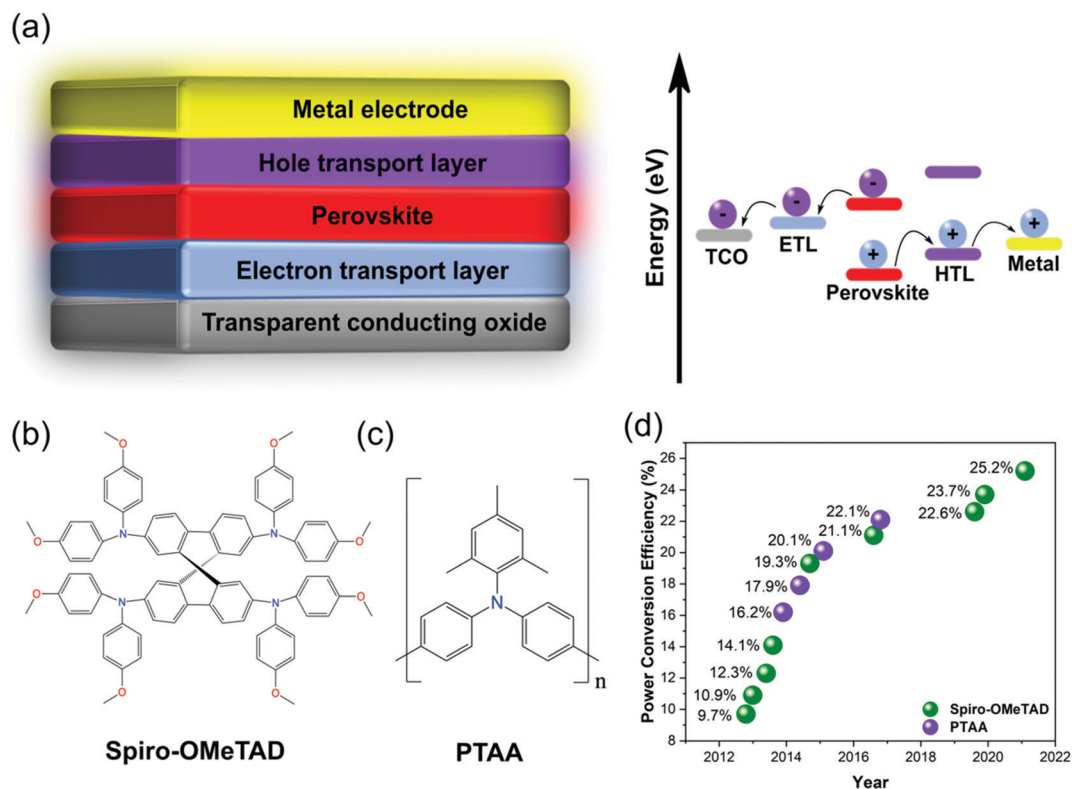 (a)
Metal electrode
Hole transport layer
Perovskite
Electron transport layer
Transparent conducting oxide
Energy (eV)
-
-
-
TCO
ETL
+
+
+
Perovskite
HTL
Metal
(b)
O
O
O
O
N
N
N
N
O
O
O
O
Spiro-OMeTAD
(c)
N
n
PTAA
(d)
Power Conversion Efficiency (%)
26
24
22
20
18
16
14
12
10
8
25.2%
23.7%
22.6%
22.1%
21.1%
20.1%
19.3%
17.9%
16.2%
14.1%
12.3%
10.9%
9.7%
Spiro-OMeTAD
PTAA
2012 2014 2016 2018 2020 2022
Year